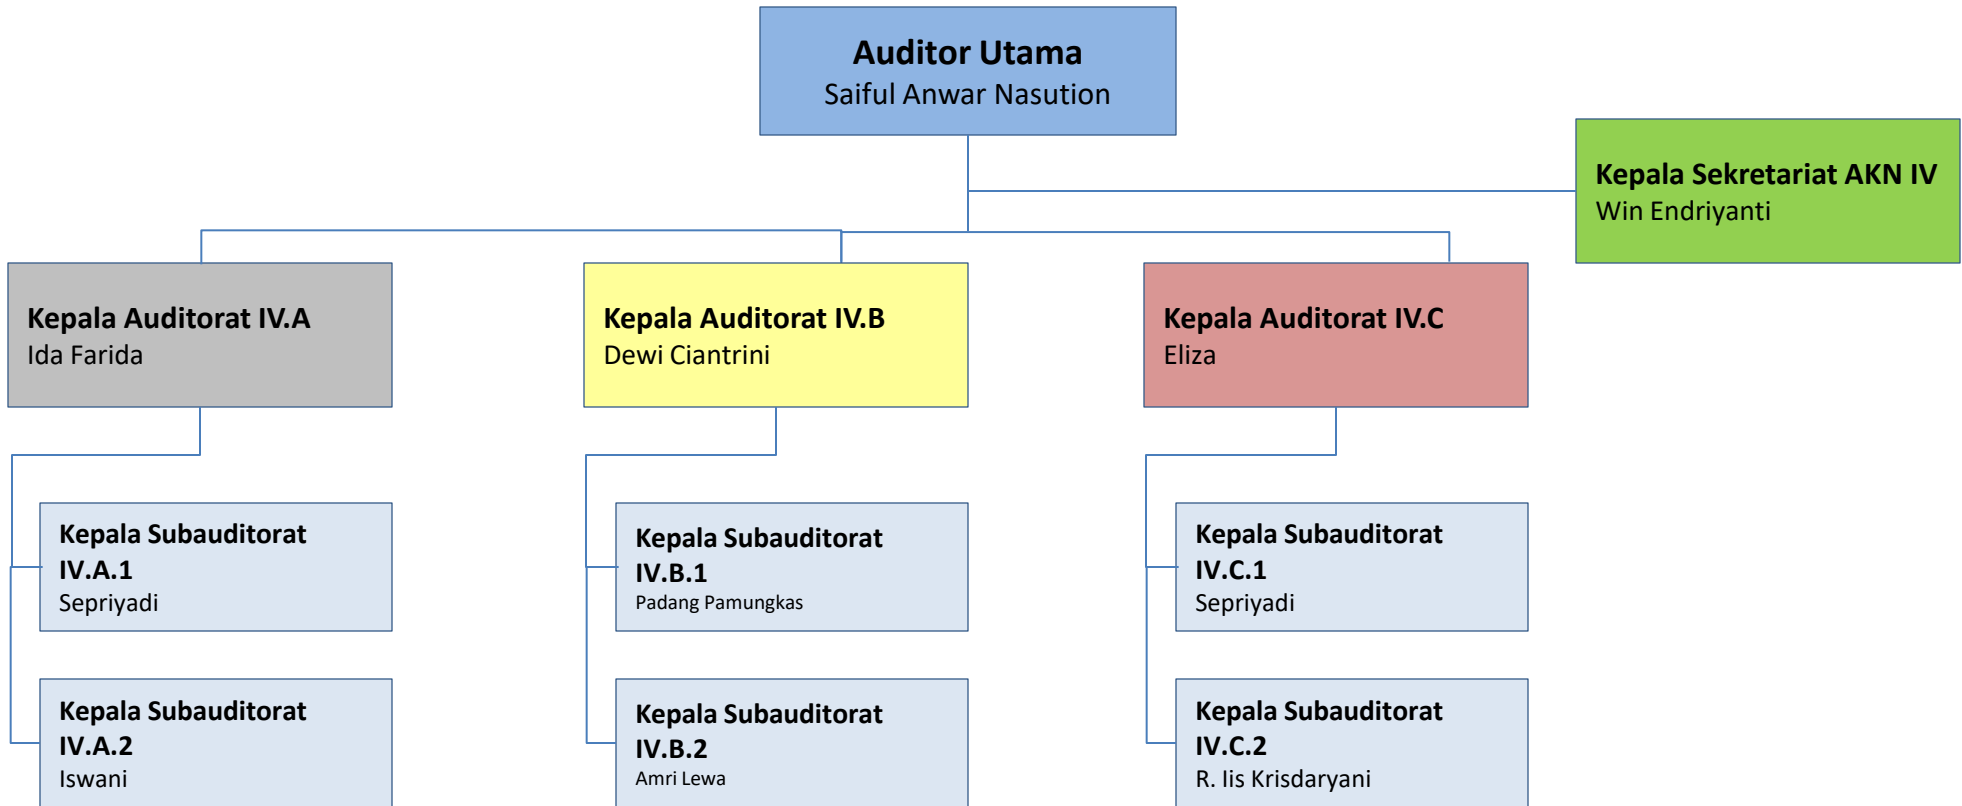 Auditor Utama
Saiful Anwar Nasution
Kepala Sekretariat AKN IV
Win Endriyanti
Kepala Auditorat IV.A
Ida Farida
Kepala Auditorat IV.B
Dewi Ciantrini
Kepala Auditorat IV.C
Eliza
Kepala Subauditorat
IV.A.1
Sepriyadi
Kepala Subauditorat
IV.B.1
Padang Pamungkas
Kepala Subauditorat
IV.C.1
Sepriyadi
Kepala Subauditorat
IV.A.2
Iswani
Kepala Subauditorat
IV.B.2
Amri Lewa
Kepala Subauditorat
IV.C.2
R. Iis Krisdaryani